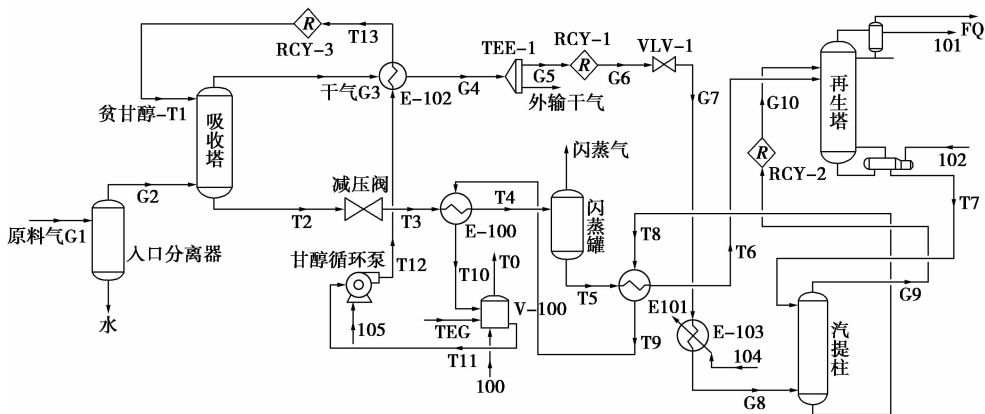 FQ
101
T13
RCY-3
R
TEE-1
RCY-1
R
VLV-1
G5
G6
干气G3
E-102
G4
外输干气
G7
G10
再生塔
贫甘醇-T1
吸收塔
R
RCY-2
102
闪蒸气
G2
减压阀
T7
T2
T3
T4
E-100
闪蒸罐
T8
T6
原料气G1
入口分离器
甘醇循环泵
T12
T10
T0
T5
E101
G9
V-100
E-103
汽提柱
水
105
TEG
T11
T9
104
100
G8